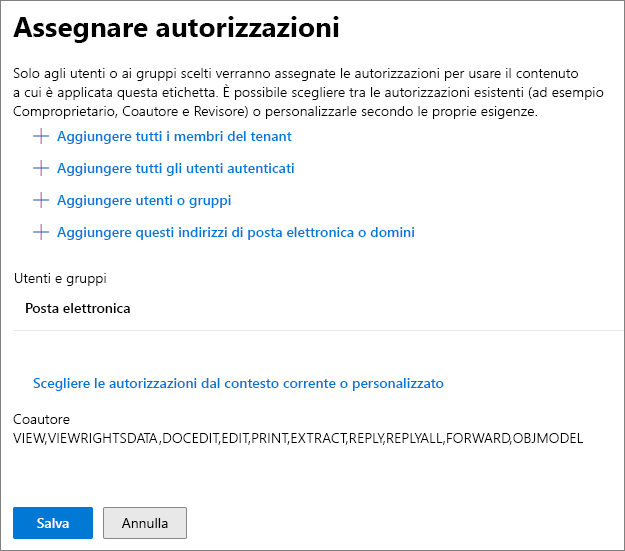 Assegnare autorizzazioni
Solo agli utenti o ai gruppi scelti verranno assegnate le autorizzazioni per usare il contenuto
a cui è applicata questa etichetta. È possibile scegliere tra le autorizzazioni esistenti (ad esempio
Comproprietario, Coautore e Revisore) o personalizzarle secondo le proprie esigenze.
Aggiungere tutti i membri del tenant
Aggiungere tutti gli utenti autenticati
Aggiungere utenti o gruppi
Aggiungere questi indirizzi di posta elettronica o domini
Utenti e gruppi
Posta elettronica
Scegliere le autorizzazioni dal contesto corrente o personalizzato
Coautore
VIEW,VIEWRIGHTSDATA,DOCEDIT,EDIT,PRINT,EXTRACT,REPLY,REPLYALL,FORWARD,OBJMODEL
Salva
Annulla